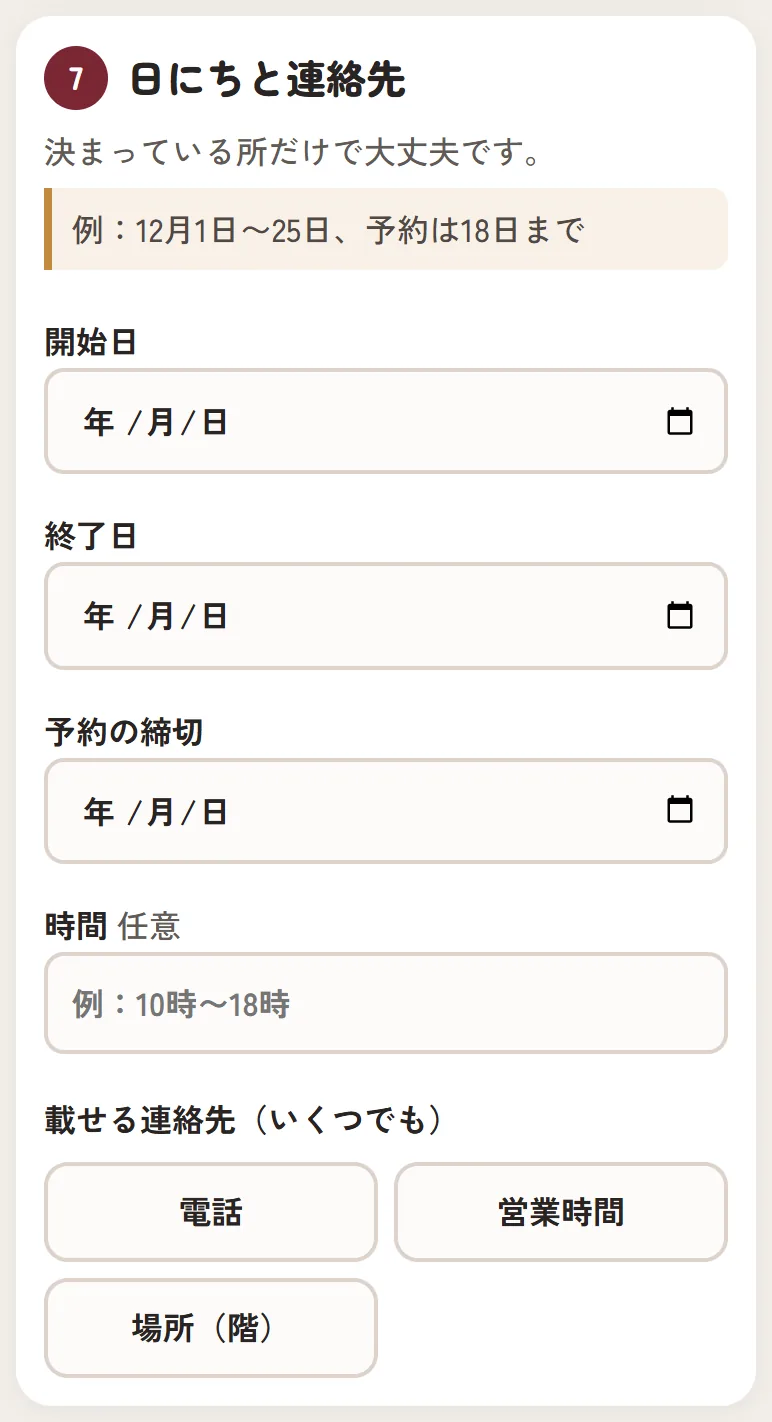 7 日にちと連絡先
決まっている所だけで大丈夫です。
例：12月1日〜25日、予約は18日まで
開始日
年 /月/日
終了日
年 /月/日
予約の締切
年 /月/日
時間 任意
例：10時〜18時
載せる連絡先（いくつでも）
電話 営業時間
場所（階）